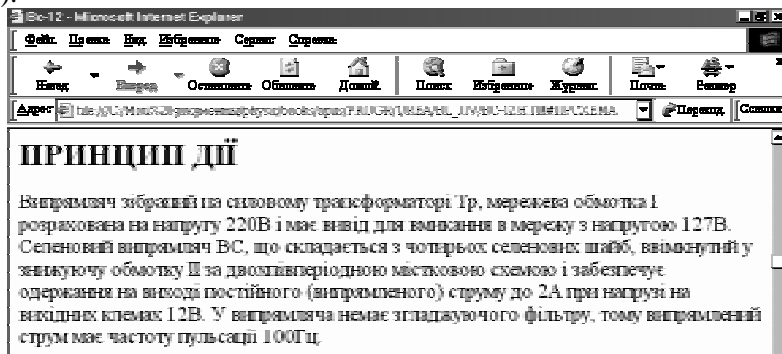 ).
Вс-12 - Microsoft Internet Explorer
Файл Правка Вид Избранное Сервис Справка
Назад Вперед Остановить Обновить Домой Поиск Избранное Журнал Почта Размер
Адрес Переход Ссылки
ПРИНЦИП ДІЇ
Випрямляч зібраний на силовому трансформаторі Тр, мережева обмотка І
розрахована на напругу 220В і має вивід для вмикання в мережу з напругою 127В.
Селеновий випрямляч ВС, що складається з чотирьох селенових шайб, ввімкнутий у
знижуючу обмотку ІІ за двохпівперіодною містковою схемою і забезпечує
одержання на виході постійного (випрямленого) струму до 2А при напрузі на
вихідних клемах 12В. У випрямляча немає згладжуючого фільтру, тому випрямлений
струм має частоту пульсації 100Гц.